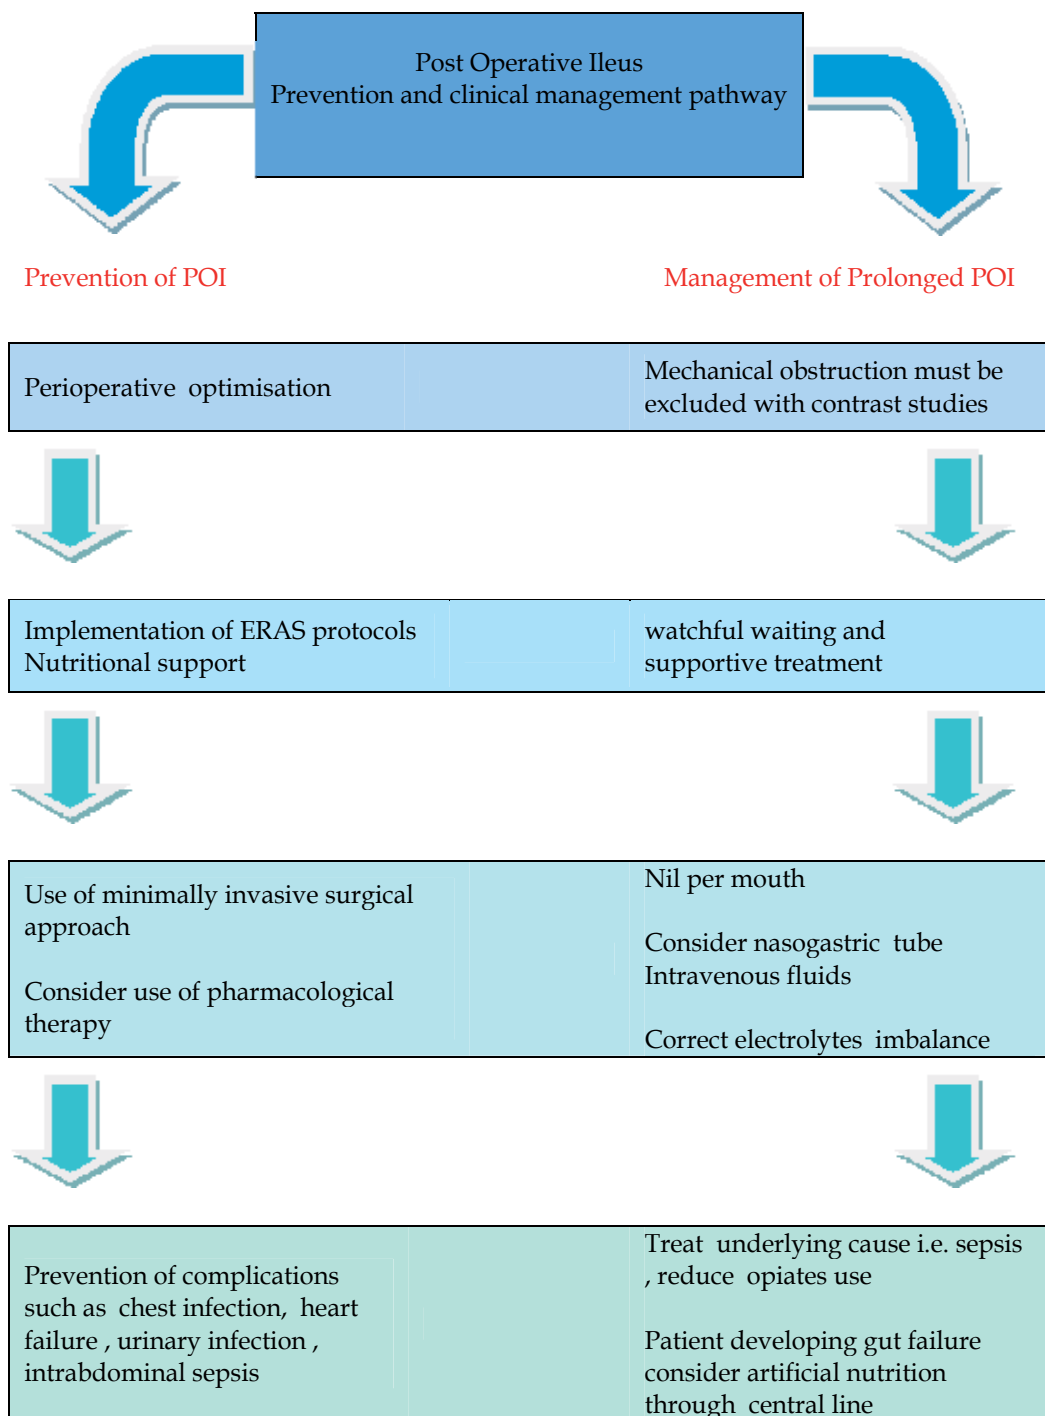 Post Operative Ileus
Prevention and clinical management pathway
Prevention of POI
Management of Prolonged POI
Perioperative optimisation
Mechanical obstruction must be
excluded with contrast studies
Implementation of ERAS protocols
Nutritional support
watchful waiting and
supportive treatment
Use of minimally invasive surgical
approach
Consider use of pharmacological
therapy
Nil per mouth
Consider nasogastric tube
Intravenous fluids
Correct electrolytes imbalance
Prevention of complications
such as chest infection, heart
failure , urinary infection ,
intrabdominal sepsis
Treat underlying cause i.e. sepsis
, reduce opiates use
Patient developing gut failure
consider artificial nutrition
through central line